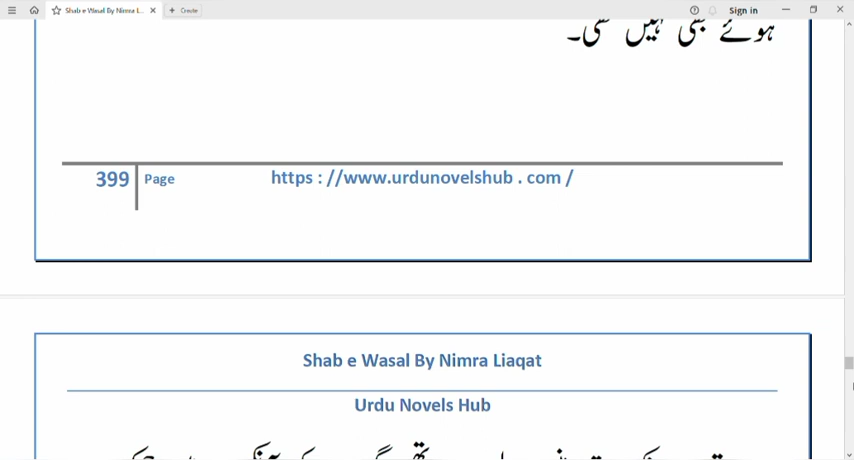 Shab e Wasal By Nimra L... 
Create
Sign in
ہوئے بھی نہیں تھی۔
399 Page https : //www.urdunovelshub . com /
Shab e Wasal By Nimra Liaqat
Urdu Novels Hub